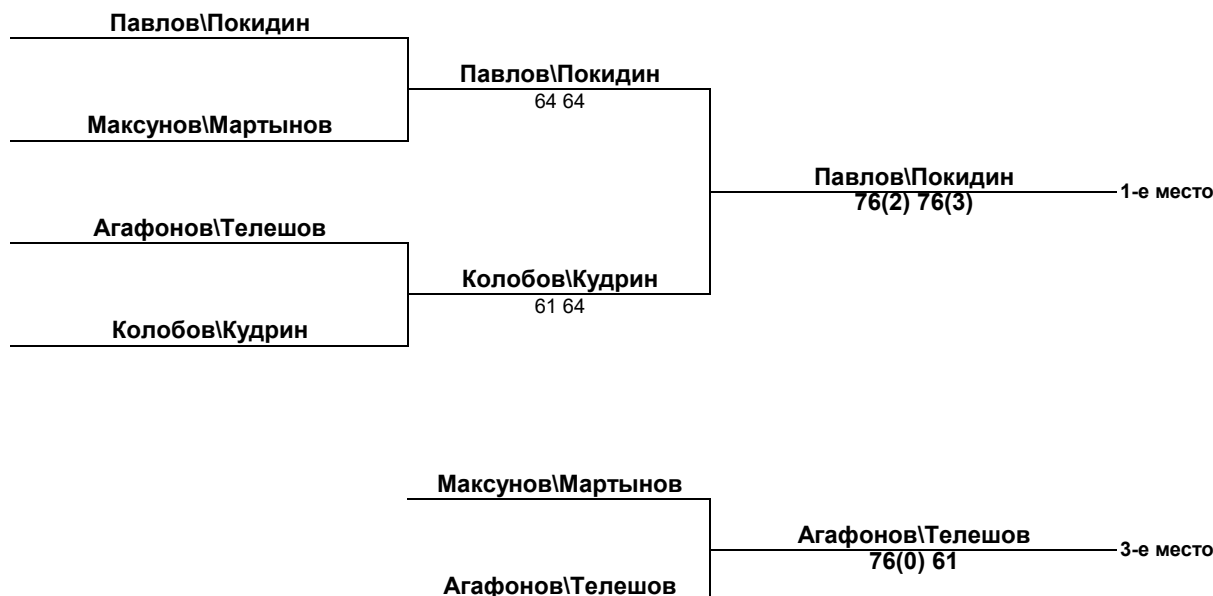 Павлов\Покидин
Павлов\Покидин
64 64
Максунов\Мартынов
Павлов\Покидин
76(2) 76(3)
1-е место
Агафонов\Телешов
Колобов\Кудрин
61 64
Колобов\Кудрин
Максунов\Мартынов
Агафонов\Телешов
76(0) 61
3-е место
Агафонов\Телешов